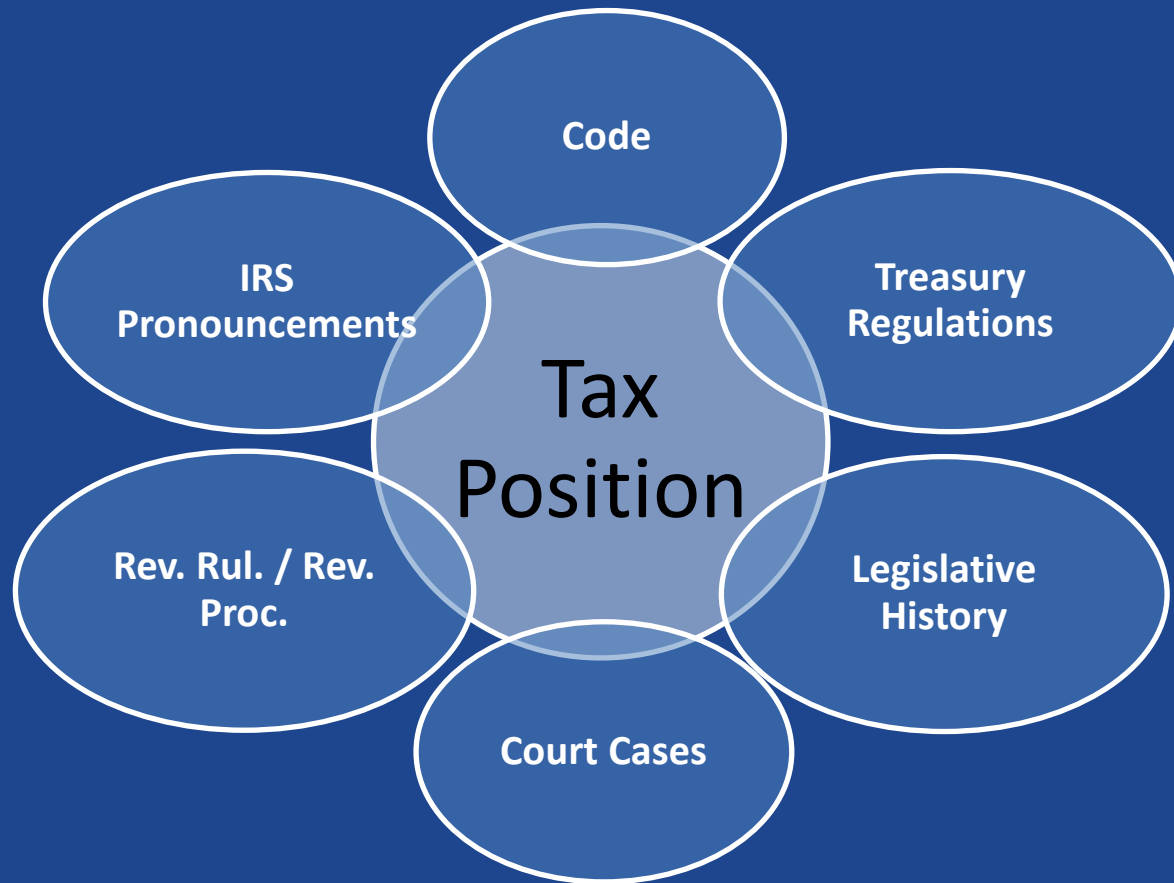 Code
IRS
Pronouncements
Treasury
Regulations
Tax
Position
Rev. Rul. / Rev.
Proc.
Legislative
History
Court Cases